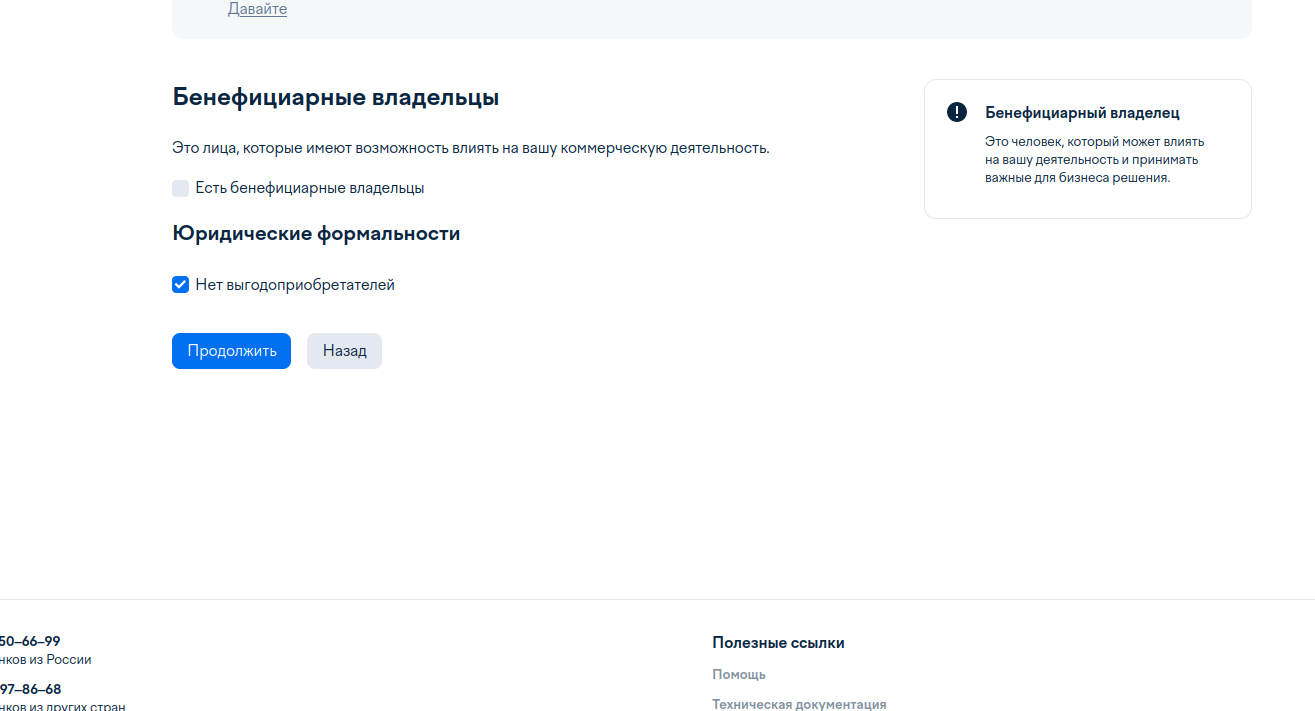 Давайте
Бенефициарные владельцы
Это лица, которые имеют возможность влиять на вашу коммерческую деятельность.
Есть бенефициарные владельцы
Юридические формальности
Нет выгодоприобретателей
Продолжить
Назад
Бенефициарный владелец
Это человек, который может влиять
на вашу деятельность и принимать
важные для бизнеса решения.
50–66–99
нков из России
97–86–68
нков из других стран
Полезные ссылки
Помощь
Техническая документация